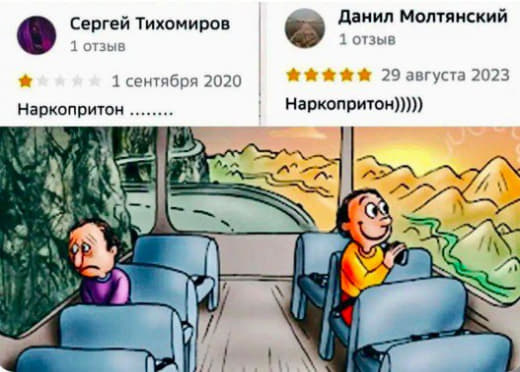 Сергей Тихомиров
1 отзыв
1 сентября 2020
Наркопритон ........
Данил Молтянский
1 отзыв
29 августа 2023
Наркопритон)))))